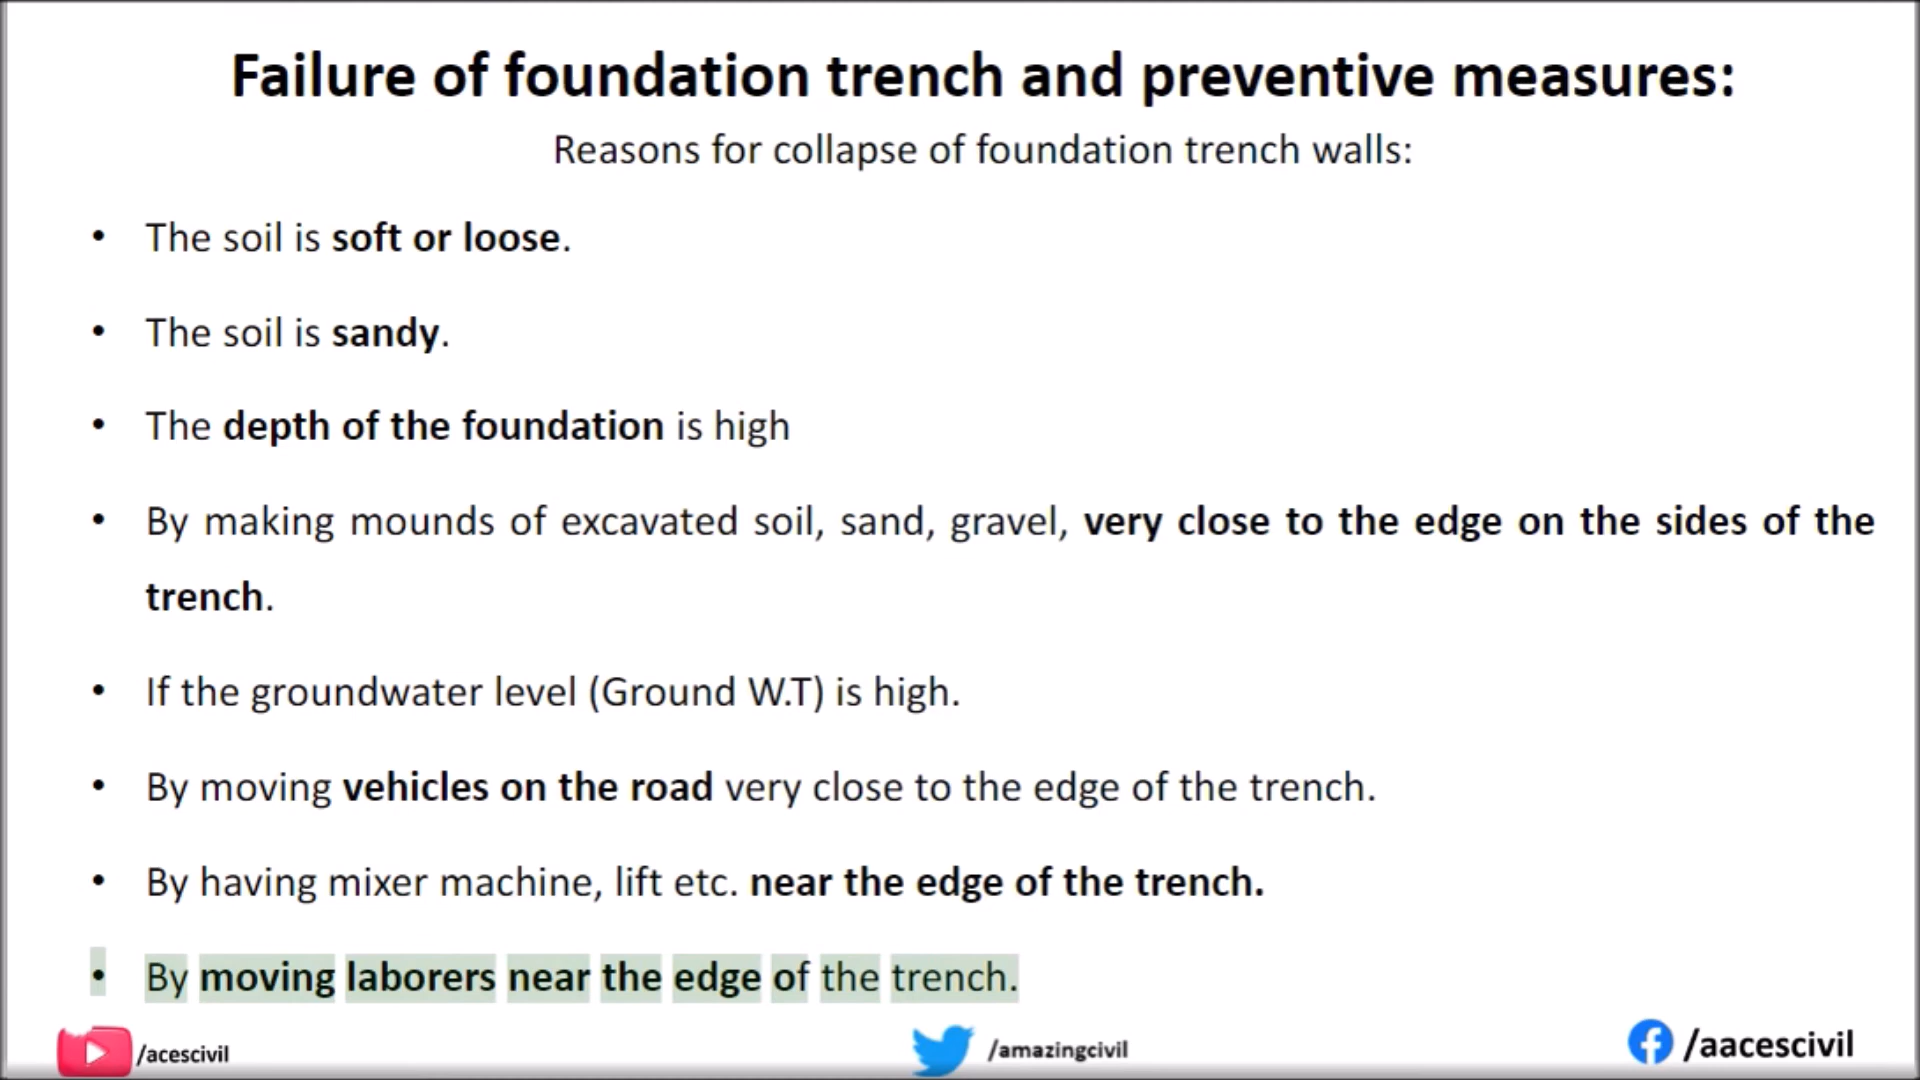 Failure of foundation trench and preventive measures:
Reasons for collapse of foundation trench walls:
• The soil is soft or loose.
• The soil is sandy.
• The depth of the foundation is high
• By making mounds of excavated soil, sand, gravel, very close to the edge on the sides of the
trench.
• If the groundwater level (Ground W.T) is high.
• By moving vehicles on the road very close to the edge of the trench.
• By having mixer machine, lift etc. near the edge of the trench.
• By moving laborers near the edge of the trench.
/acescivil /amazingcivil /aacescivil